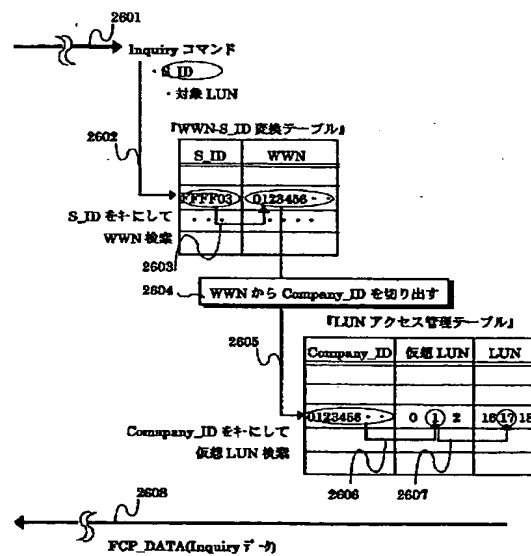 2601
Inquiry コマンド
・S_ID
・対象 LUN
2602
『WWN-S_ID 変換テーブル』
S_ID WWN
FFFF03 0123456・・
・・・ ・・・・
S_ID をキーにして
WWN 検索
2603
2604
WWN から Company_ID を切り出す
『LUN アクセス管理テーブル』
2605
Company_ID 仮想 LUN LUN
0123456・・ 0 1 2 16 17 18
Comapany_ID をキーにして
仮想 LUN 検索
2606 2607
2608
FCP_DATA(Inquiry データ)